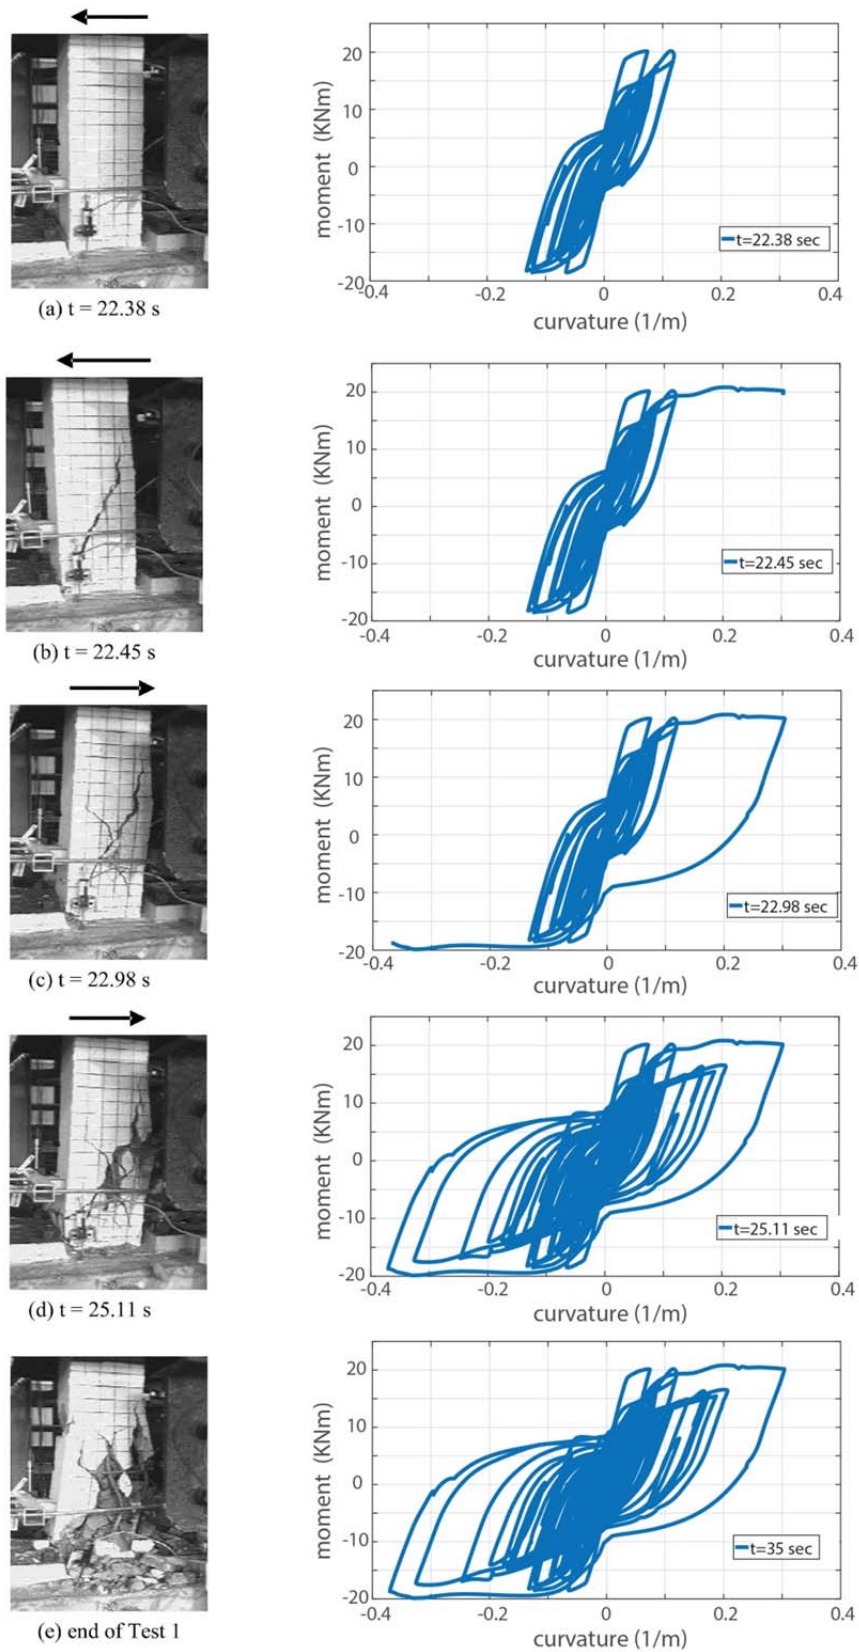 20
10
0
-10
-20
moment (KNm)
t=22.38 sec
-0.4
-0.2
0
0.2
0.4
curvature (1/m)
(a) t = 22.38 s
20
10
0
-10
-20
moment (KNm)
t=22.45 sec
-0.4
-0.2
0
0.2
0.4
curvature (1/m)
(b) t = 22.45 s
20
10
0
-10
-20
moment (KNm)
t=22.98 sec
-0.4
-0.2
0
0.2
0.4
curvature (1/m)
(c) t = 22.98 s
20
10
0
-10
-20
moment (KNm)
t=25.11 sec
-0.4
-0.2
0
0.2
0.4
curvature (1/m)
(d) t = 25.11 s
20
10
0
-10
-20
moment (KNm)
t=35 sec
-0.4
-0.2
0
0.2
0.4
curvature (1/m)
(e) end of Test 1